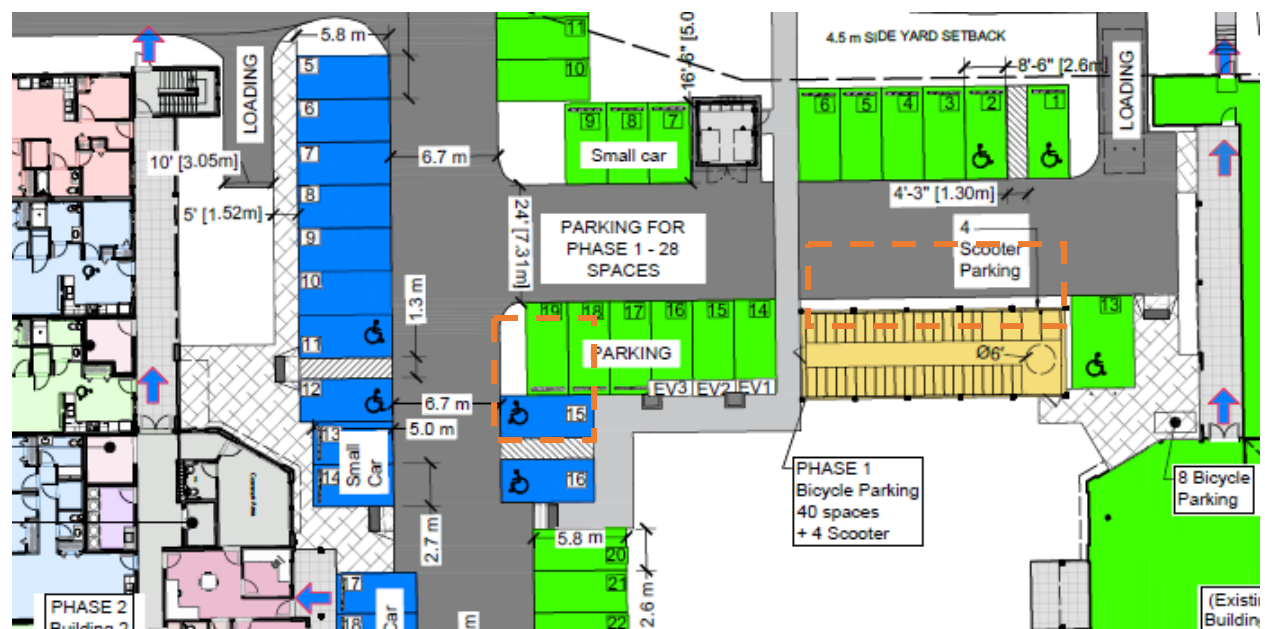 5.8 m
11
10
4.5 m SIDE YARD SETBACK
16'-6" [5.0
8'-6" [2.6m]
LOADING
LOADING
5
6
7
8
9
10
11
12
9
8
7
Small car
6
5
4
3
2
1
10' [3.05m]
6.7 m
5' [1.52m]
4'-3" [1.30m]
24' [7.31m]
PARKING FOR
PHASE 1 - 28
SPACES
4
Scooter
Parking
1.3 m
19
18
17
16
15
14
13
PARKING
EV3
EV2
EV1
Ø6'
6.7 m
15
5.0 m
13
14
Small
Car
16
PHASE 1
Bicycle Parking
40 spaces
+ 4 Scooter
8 Bicycle
Parking
2.7 m
5.8 m
20
21
22
2.6 m
17
18
Car
m
PHASE 2
Building 2
(Existi
Building